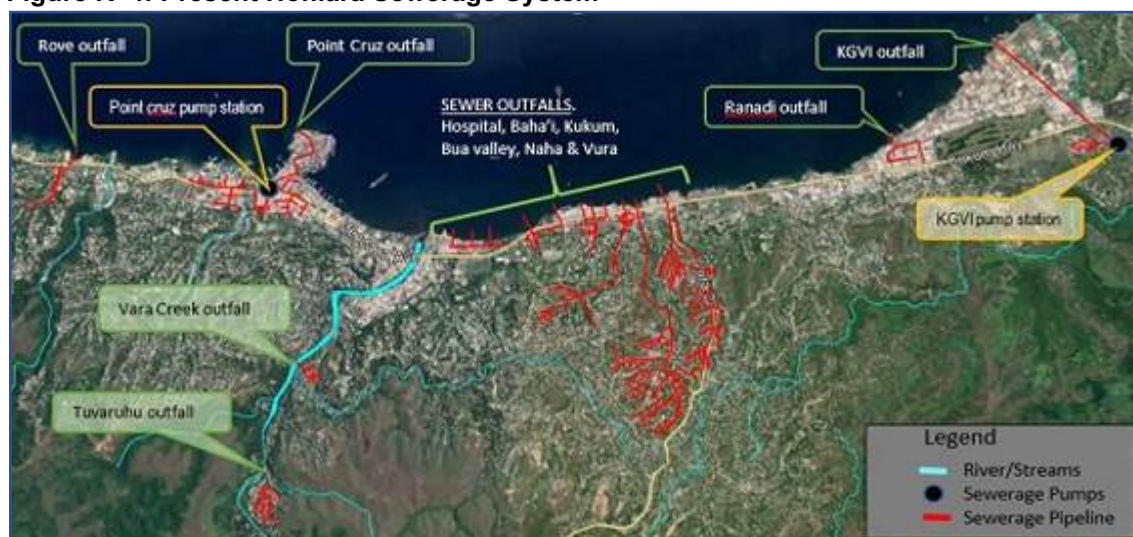 Rove outfall
Point Cruz outfall
KGVI outfall
Point cruz pump station
SEWER OUTFALLS.
Hospital, Baha'i, Kukum,
Bua valley, Naha & Vura
Ranadi outfall
KGVI pump station
Vara Creek outfall
Tuvaruhu outfall
Legend
River/Streams
Sewerage Pumps
Sewerage Pipeline